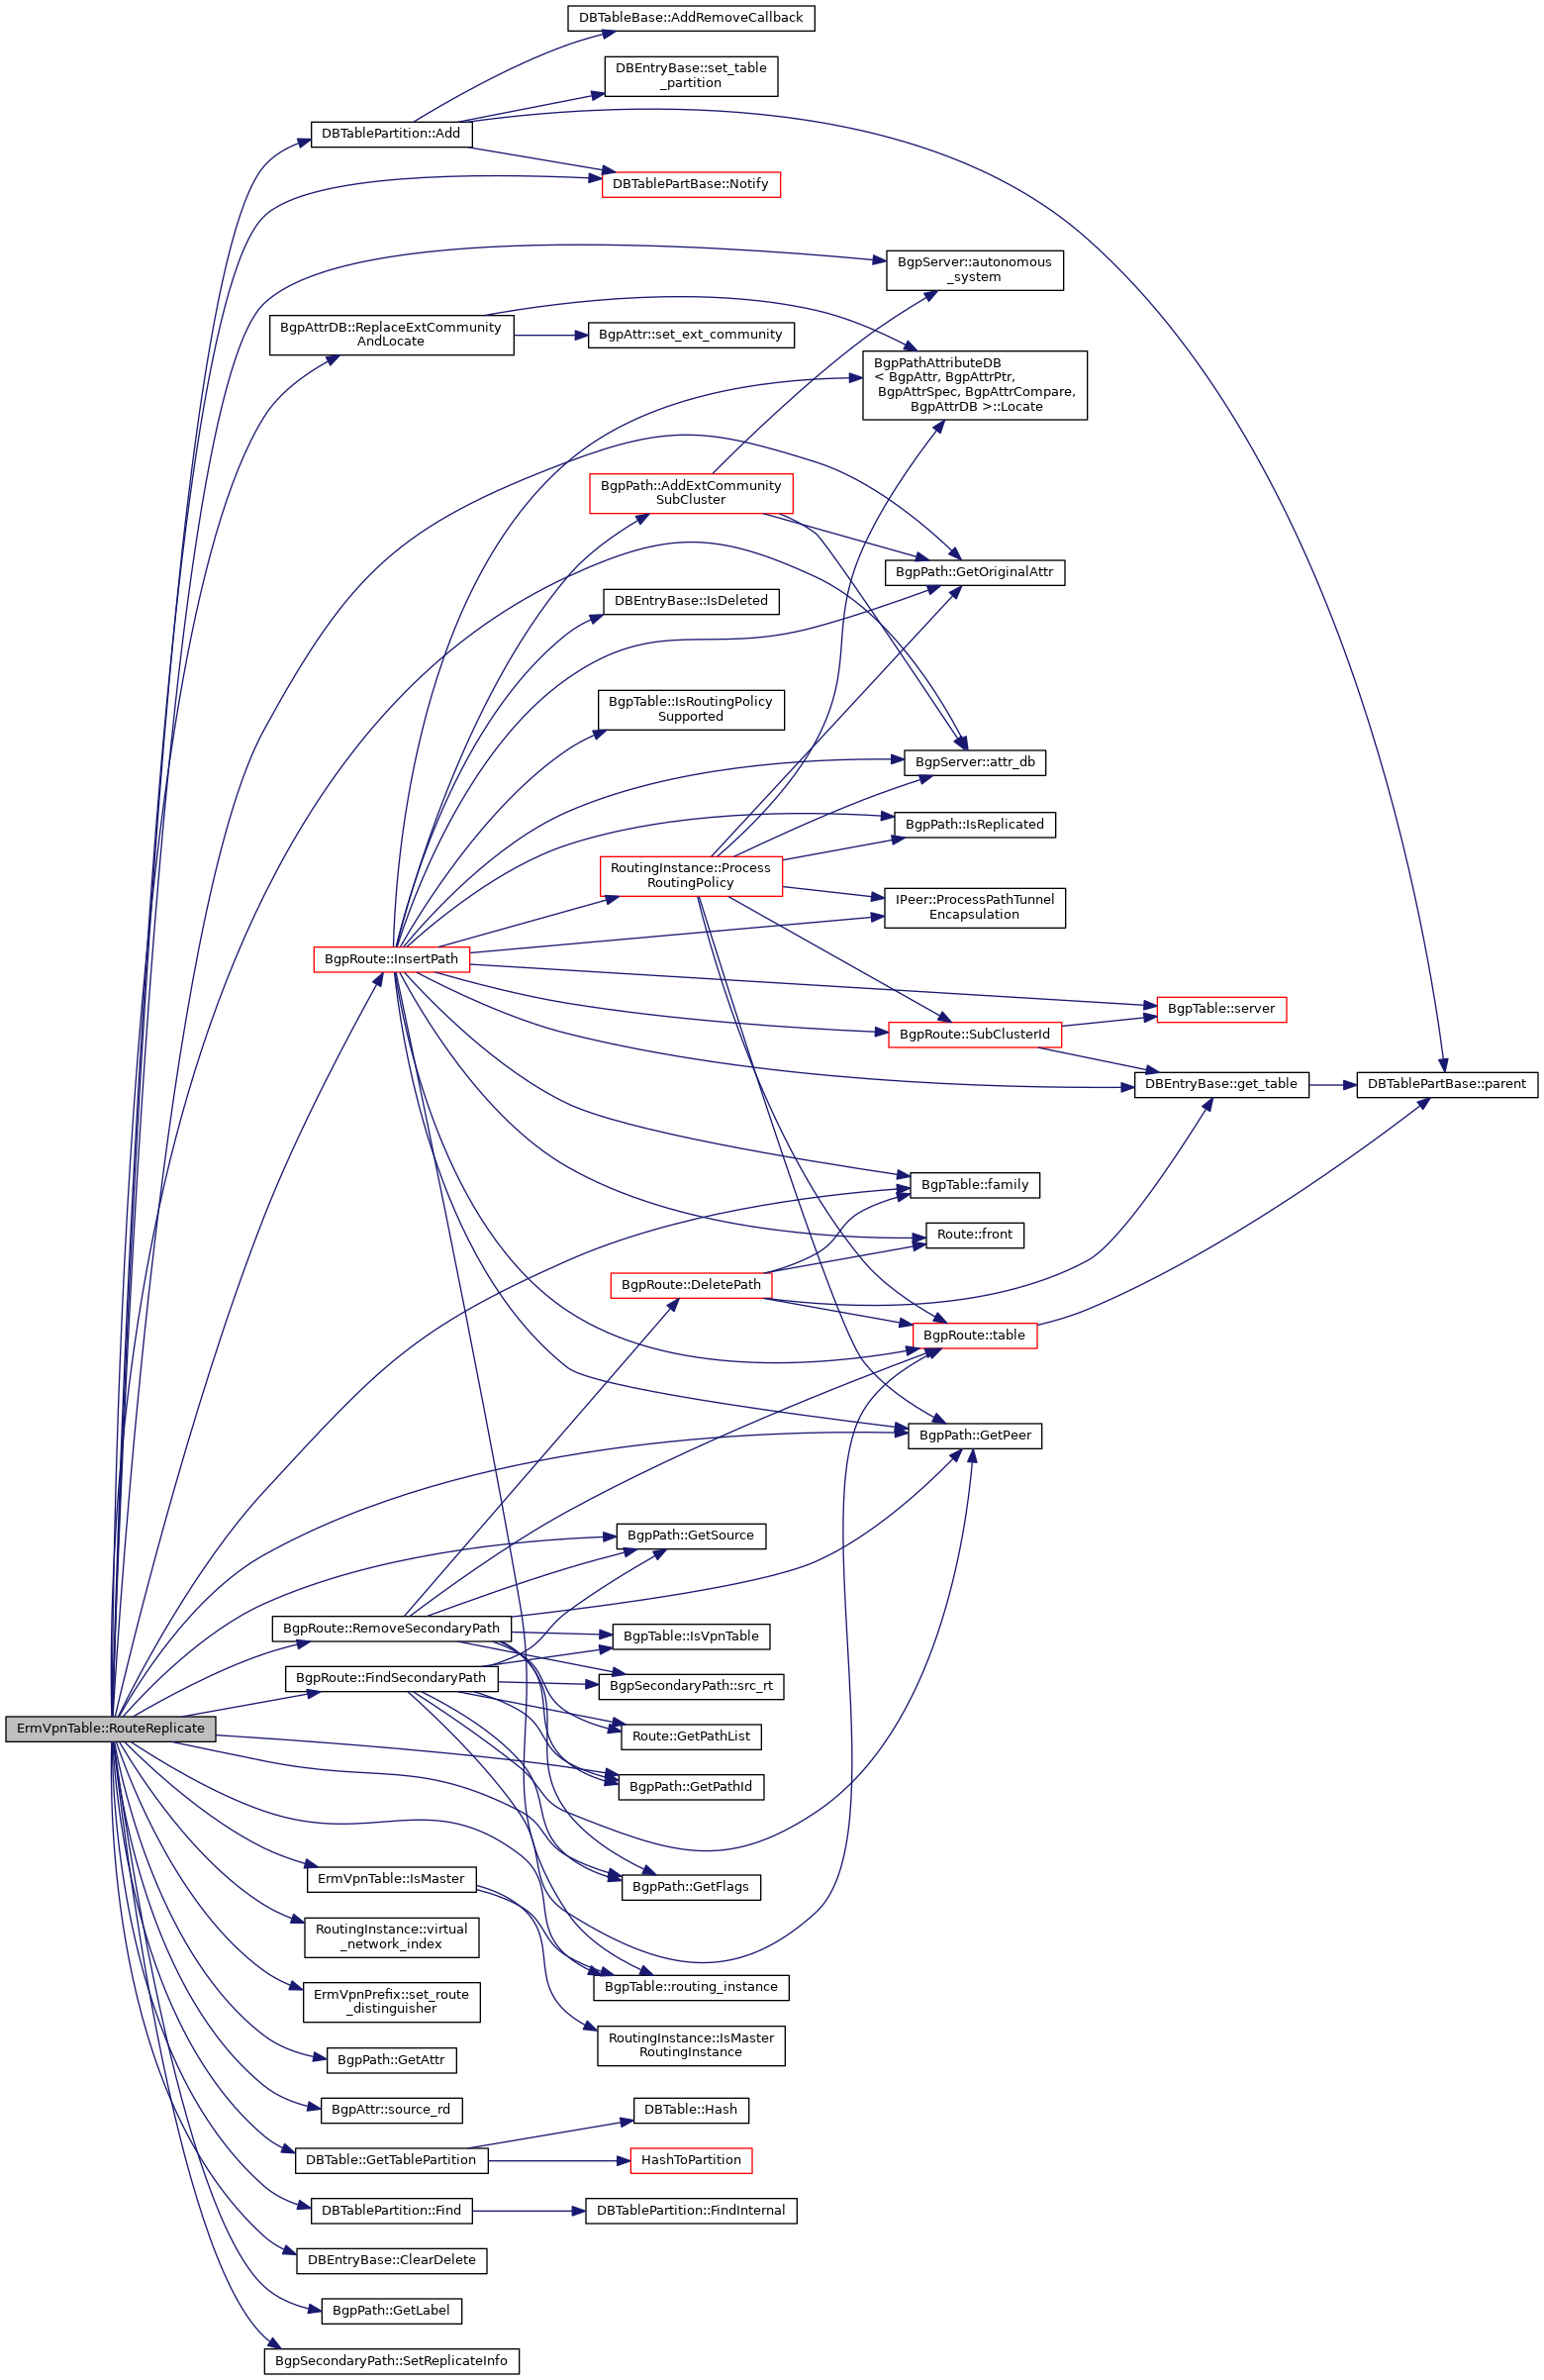 DBTableBase::AddRemoveCallback
DBEntryBase::set_table
_partition
DBTablePartition::Add
DBTablePartBase::Notify
BgpServer::autonomous
_system
BgpAttrDB::ReplaceExtCommunity
AndLocate
BgpAttr::set_ext_community
BgpPathAttributeDB
< BgpAttr, BgpAttrPtr,
BgpAttrSpec, BgpAttrCompare,
BgpAttrDB >::Locate
BgpPath::AddExtCommunity
SubCluster
BgpPath::GetOriginalAttr
DBEntryBase::IsDeleted
BgpTable::IsRoutingPolicy
Supported
BgpServer::attr_db
BgpPath::IsReplicated
RoutingInstance::Process
RoutingPolicy
IPeer::ProcessPathTunnel
Encapsulation
BgpRoute::InsertPath
BgpTable::server
BgpRoute::SubClusterId
DBEntryBase::get_table
DBTablePartBase::parent
BgpTable::family
Route::front
BgpRoute::DeletePath
BgpRoute::table
BgpPath::GetPeer
BgpPath::GetSource
BgpRoute::RemoveSecondaryPath
BgpTable::IsVpnTable
BgpRoute::FindSecondaryPath
BgpSecondaryPath::src_rt
ErmVpnTable::RouteReplicate
Route::GetPathList
BgpPath::GetPathId
ErmVpnTable::IsMaster
BgpPath::GetFlags
RoutingInstance::virtual
_network_index
BgpTable::routing_instance
ErmVpnPrefix::set_route
_distinguisher
RoutingInstance::IsMaster
RoutingInstance
BgpPath::GetAttr
BgpAttr::source_rd
DBTable::Hash
DBTable::GetTablePartition
HashToPartition
DBTablePartition::Find
DBTablePartition::FindInternal
DBEntryBase::ClearDelete
BgpPath::GetLabel
BgpSecondaryPath::SetReplicateInfo